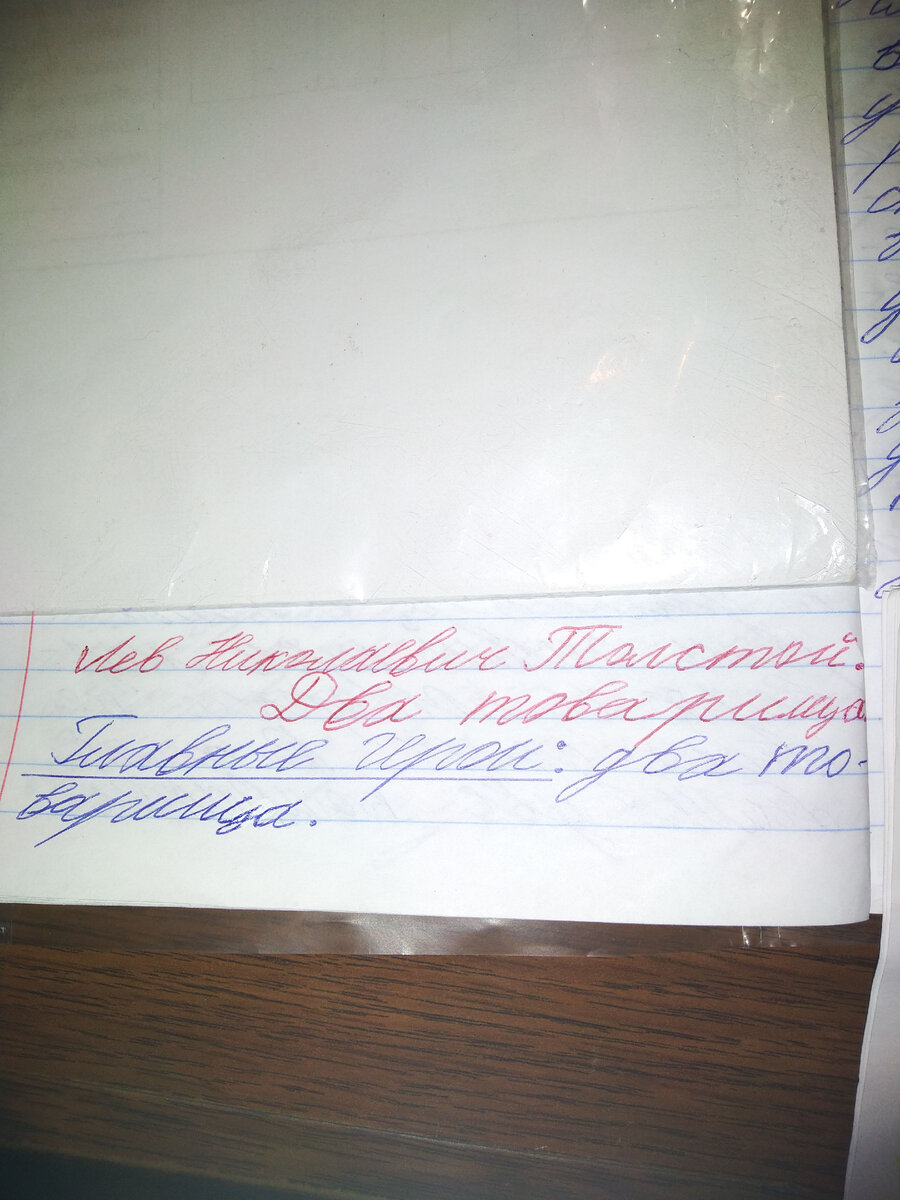 Лев Николаевич Толстой.
Два товарища
Главные герои: два то-
варища.